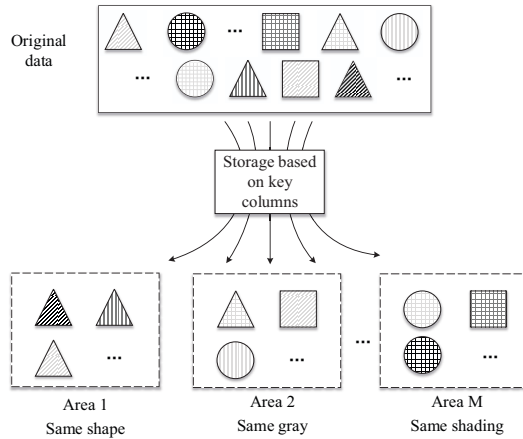 Original
data
...
...
...
Storage based
on key
columns
...
...
...
...
Area 1
Same shape
Area 2
Same gray
Area M
Same shading